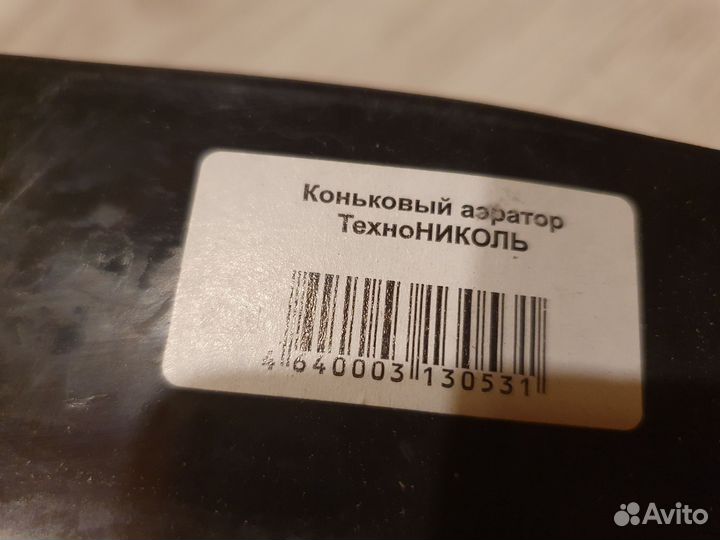 Коньковый аэратор
ТехноНИКОЛЬ
4 640003 130531
Avito